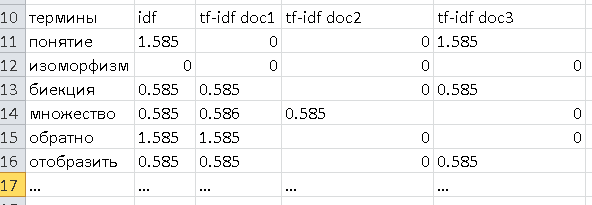 10 термины idf tf-idf doc1 tf-idf doc2 tf-idf doc3
11 понятие 1.585 0 0 1.585
12 изоморфизм 0 0 0 0
13 биекция 0.585 0.585 0 0.585
14 множество 0.585 0.586 0.585 0
15 обратно 1.585 1.585 0 0
16 отобразить 0.585 0.585 0 0.585
17 ... ... ... ... ...